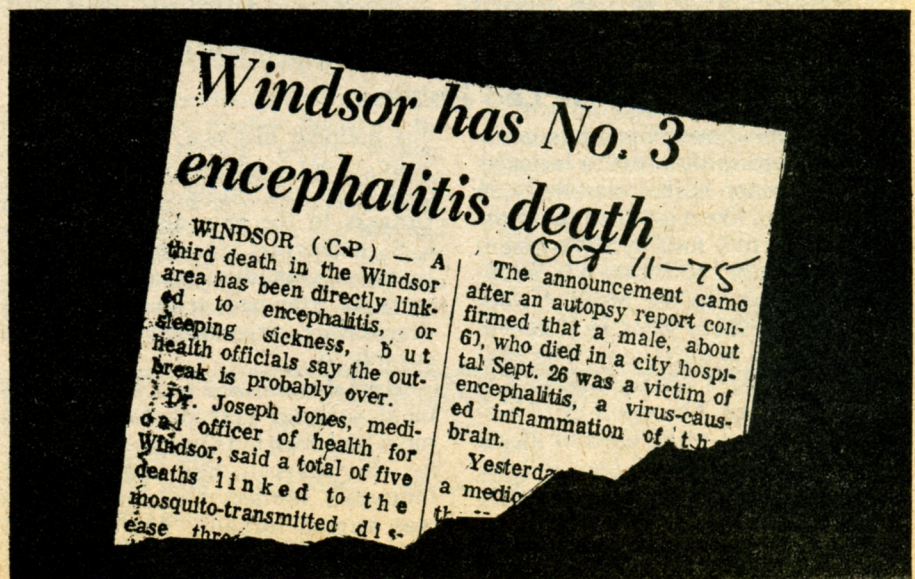 Windsor has No. 3
encephalitis death
Oct 11-75
WINDSOR (CP) — A
third death in the Windsor
area has been directly link-
ed to encephalitis, or
sleeping sickness, but
health officials say the out-
break is probably over.
Dr. Joseph Jones, medi-
cal officer of health for
Windsor, said a total of five
deaths linked to the
mosquito-transmitted dis-
ease
The announcement came
after an autopsy report con-
firmed that a male, about
60, who died in a city hospi-
tal Sept. 26 was a victim of
encephalitis, a virus-caus-
ed inflammation of the
brain.
a